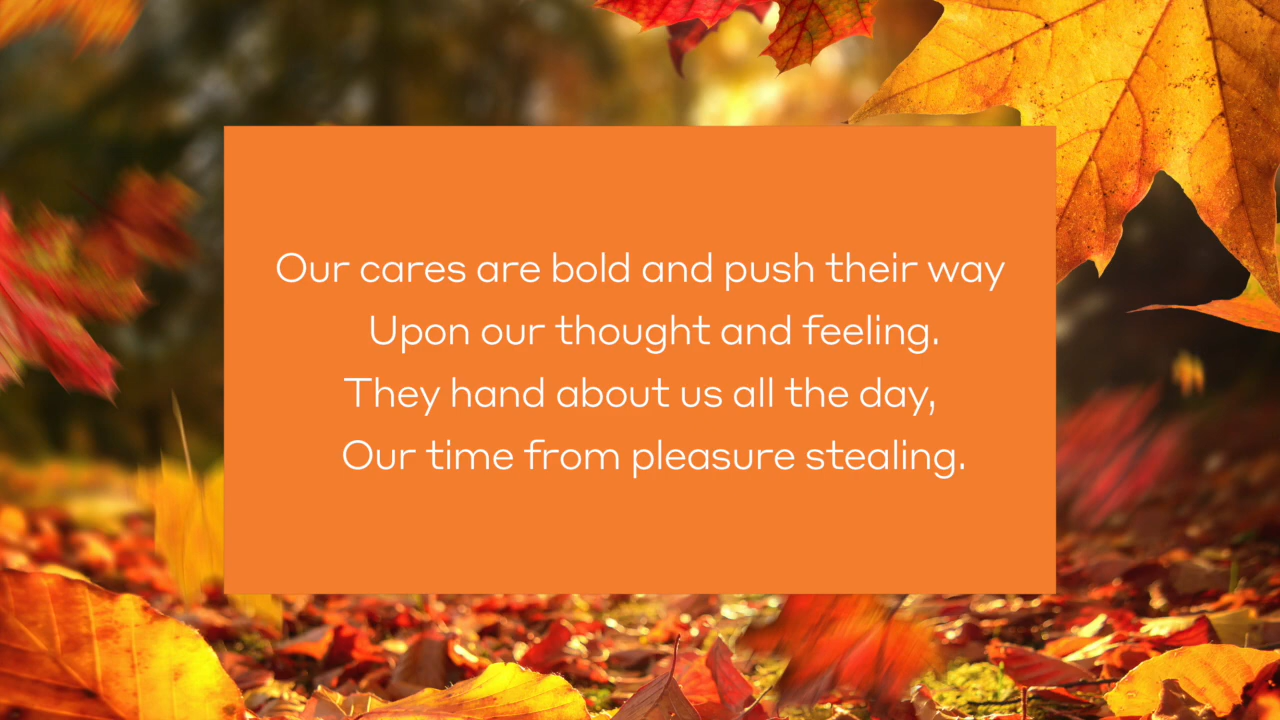 Our cares are bold and push their way
Upon our thought and feeling.
They hand about us all the day,
Our time from pleasure stealing.